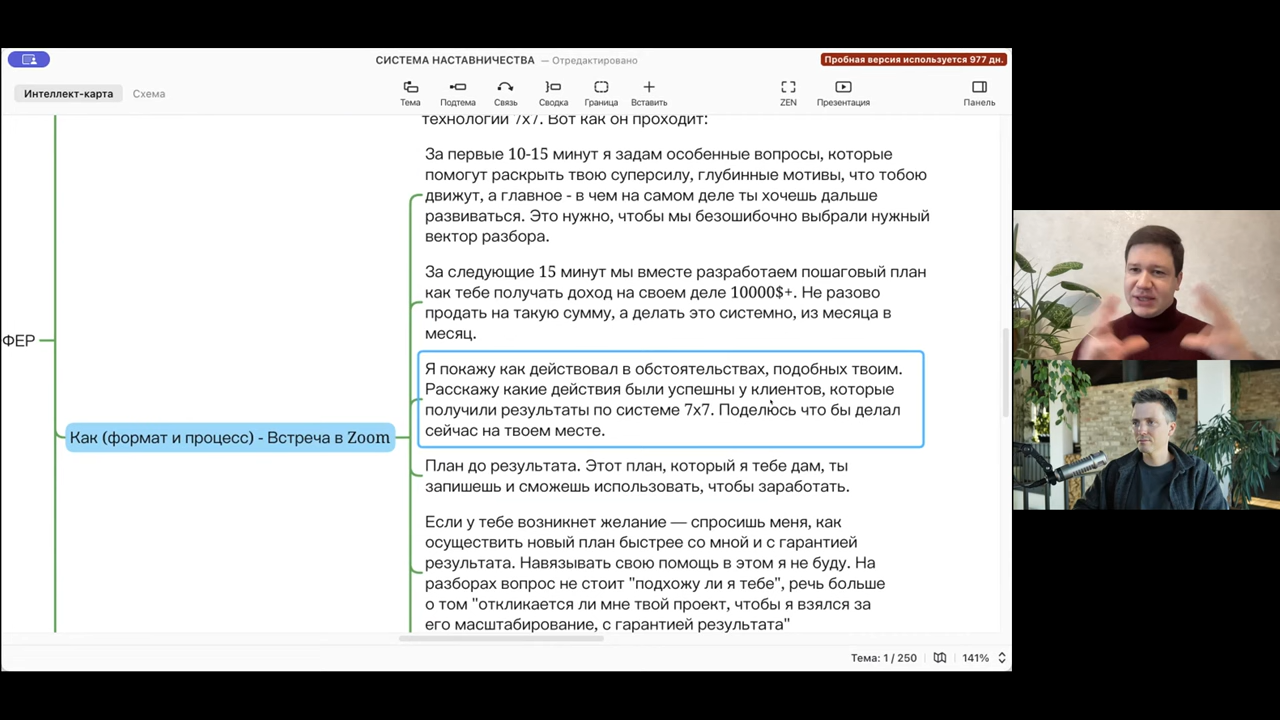 СИСТЕМА НАСТАВНИЧЕСТВА — Отредактировано
Пробная версия используется 977 дн.
Интеллект-карта
Схема
Тема
Подтема
Связь
Сводка
Граница
Вставить
ZEN
Презентация
Панель
технологии 7х7. Вот как он проходит:
За первые 10-15 минут я задам особенные вопросы, которые
помогут раскрыть твою суперсилу, глубинные мотивы, что тобою
движут, а главное - в чем на самом деле ты хочешь дальше
развиваться. Это нужно, чтобы мы безошибочно выбрали нужный
вектор разбора.
За следующие 15 минут мы вместе разработаем пошаговый план
как тебе получать доход на своем деле 10000$+. Не разово
продать на такую сумму, а делать это системно, из месяца в
месяц.
ФЕР
Я покажу как действовал в обстоятельствах, подобных твоим.
Расскажу какие действия были успешны у клиентов, которые
получили результаты по системе 7х7. Поделюсь что бы делал
сейчас на твоем месте.
Как (формат и процесс) - Встреча в Zoom
План до результата. Этот план, который я тебе дам, ты
запишешь и сможешь использовать, чтобы заработать.
Если у тебе возникнет желание — спросишь меня, как
осуществить новый план быстрее со мной и с гарантией
результата. Навязывать свою помощь в этом я не буду. На
разборах вопрос не стоит "подхожу ли я тебе", речь больше
о том "откликается ли мне твой проект, чтобы я взялся за
его масштабирование, с гарантией результата"
Тема: 1 / 250
141%